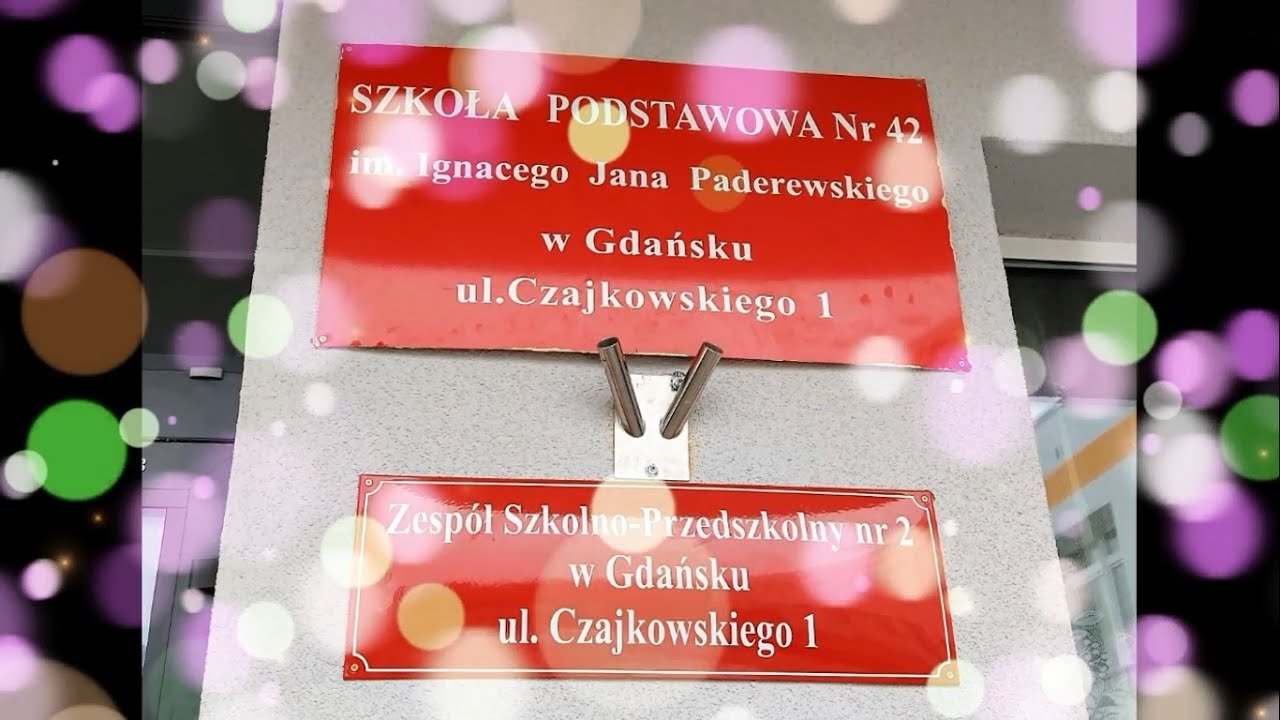 SZKOŁA PODSTAWOWA Nr 42
im. Ignacego Jana Paderewskiego
w Gdańsku
ul.Czajkowskiego 1
Zespół Szkolno-Przedszkolny nr 2
w Gdańsku
ul. Czajkowskiego 1